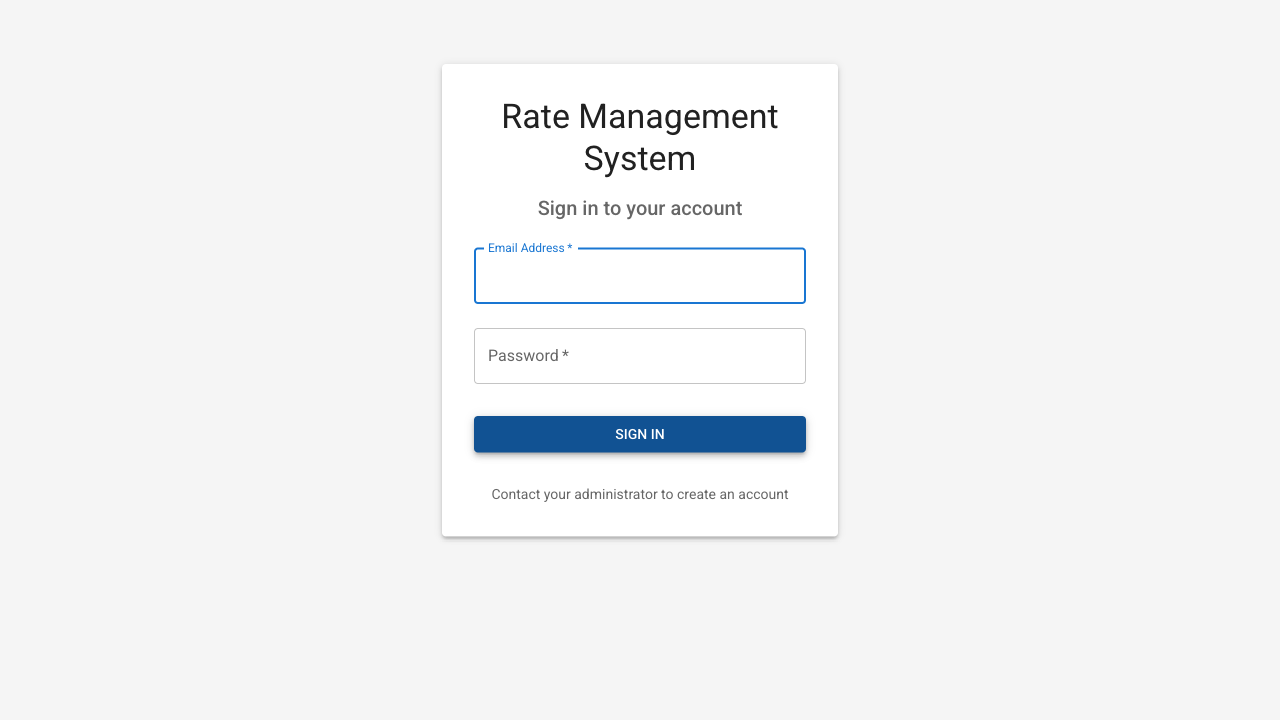 Rate Management
System
Sign in to your account
Email Address *
Password *
SIGN IN
Contact your administrator to create an account